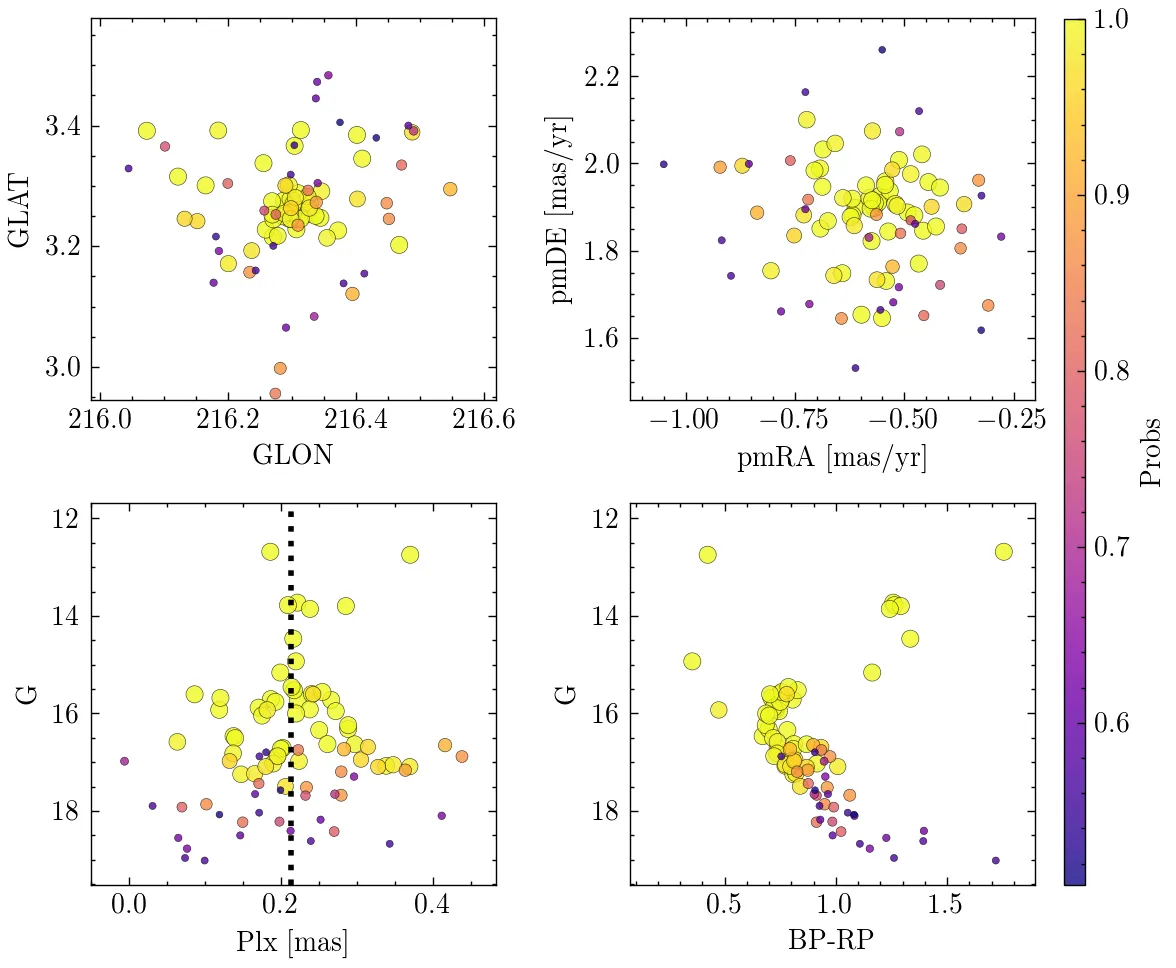 3.4
3.2
3.0
GLAT
216.0 216.2 216.4 216.6
GLON
2.2
2.0
1.8
1.6
pmDE [mas/yr]
−1.00 −0.75 −0.50 −0.25
pmRA [mas/yr]
1.0
0.9
0.8
0.7
0.6
Probs
12
14
16
18
G
0.0 0.2 0.4
Plx [mas]
12
14
16
18
G
0.5 1.0 1.5
BP-RP